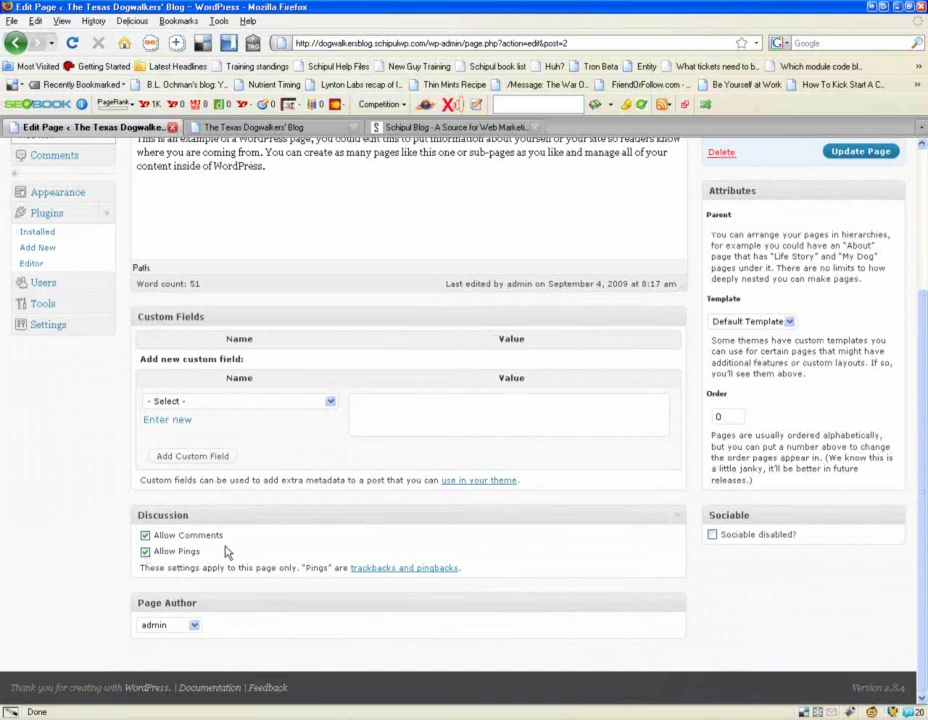 Edit Page ‹ The Texas Dogwalkers' Blog — WordPress - Mozilla Firefox
File Edit View History Delicious Bookmarks Tools Help
http://dogwalkersblog.schipulwp.com/wp-admin/page.php?action=edit&post=2
Google
Most Visited Getting Started Latest Headlines Training standings Schipul Help Files New Guy Training Schipul book list Huh? Tron Beta Entity What tickets need to b... Which module code bl...
Recently Bookmarked B.L. Ochman's blog: Y... Nutrient Timing Lynton Labs recap of I... Thin Mints Recipe /Message: The War O... FriendOrFollow.com - ... Be Yourself at Work How To Kick Start A C...
SEOBOOK PageRank 1K 0 8 0 0 0 Competition
Edit Page ‹ The Texas Dogwalke... The Texas Dogwalkers' Blog Schipul Blog - A Source for Web Marketi...
This is an example of a WordPress page, you could edit this to put information about yourself or your site so readers know
where you are coming from. You can create as many pages like this one or sub-pages as you like and manage all of your
content inside of WordPress.
Path:
Word count: 51 Last edited by admin on September 4, 2009 at 8:17 am
Comments
Appearance
Plugins
Installed
Add New
Editor
Users
Tools
Settings
Custom Fields
Name Value
Add new custom field:
Name Value
- Select -
Enter new
Add Custom Field
Custom fields can be used to add extra metadata to a post that you can use in your theme.
Discussion
Allow Comments
Allow Pings
These settings apply to this page only. "Pings" are trackbacks and pingbacks.
Page Author
admin
Delete Update Page
Attributes
Parent
You can arrange your pages in hierarchies,
for example you could have an "About"
page that has "Life Story" and "My Dog"
pages under it. There are no limits to how
deeply nested you can make pages.
Template
Default Template
Some themes have custom templates you
can use for certain pages that might have
additional features or custom layouts. If so,
you'll see them above.
Order
0
Pages are usually ordered alphabetically,
but you can put a number above to change
the order pages appear in. (We know this is
a little janky, it'll be better in future
releases.)
Sociable
Sociable disabled?
Thank you for creating with WordPress. | Documentation | Feedback Version 2.8.4
Done 20